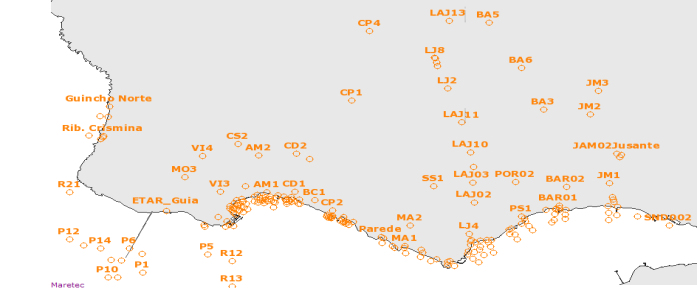 LAJ13 BA5
CP4
LJ8
BA6
LJ2 JM3
Guincho Norte CP1
BA3 JM2
LAJ11
Rib. Crismina
CS2 AM2 CD2 LAJ10 JAM02Jusante
VI4
MO3 SS1 LAJ03 POR02 BAR02 JM1
R21 VI3 AM1 CD1 BC1 LAJ02 BAR01
ETAR_Guia CP2 PS1
MA2
P12 Parede LJ4
P14 P6 MA1
P5 R12
P10 P1
R13
Maretec